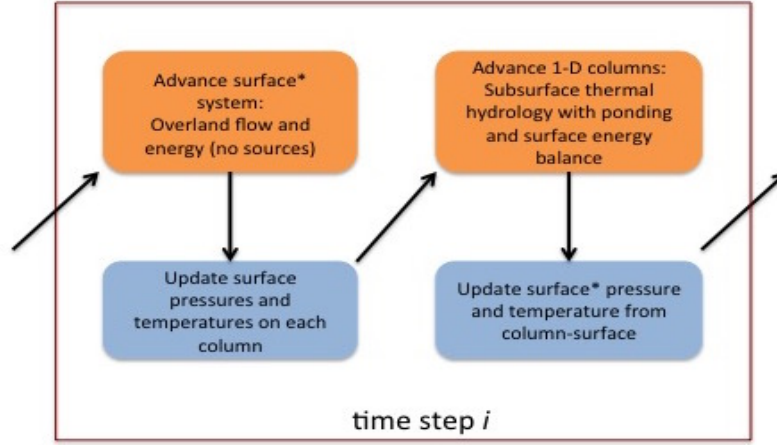 Advance surface*
system:
Overland flow and
energy (no sources)
Update surface
pressures and
temperatures on each
column
Advance 1-D columns:
Subsurface thermal
hydrology with ponding
and surface energy
balance
Update surface* pressure
and temperature from
column-surface
time step i